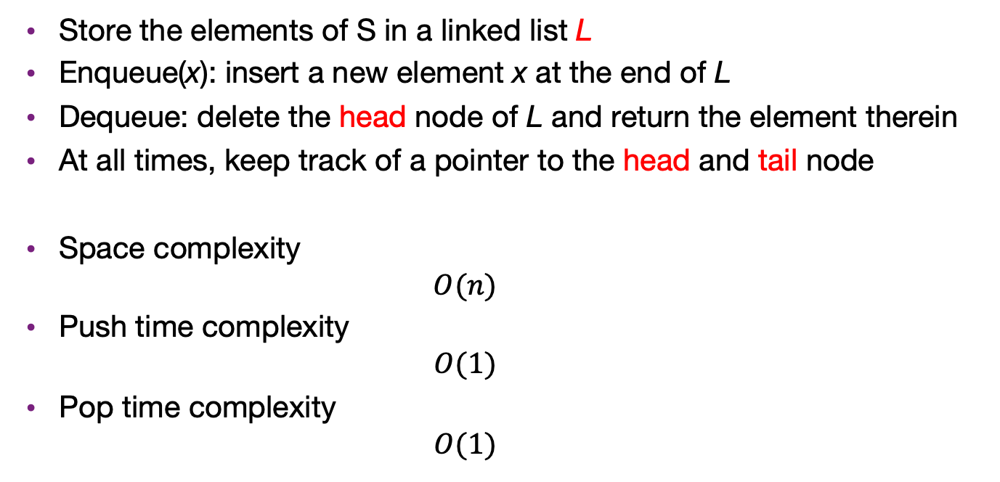 • Store the elements of S in a linked list L
• Enqueue(x): insert a new element x at the end of L
• Dequeue: delete the head node of L and return the element therein
• At all times, keep track of a pointer to the head and tail node
• Space complexity
O(n)
• Push time complexity
O(1)
• Pop time complexity
O(1)